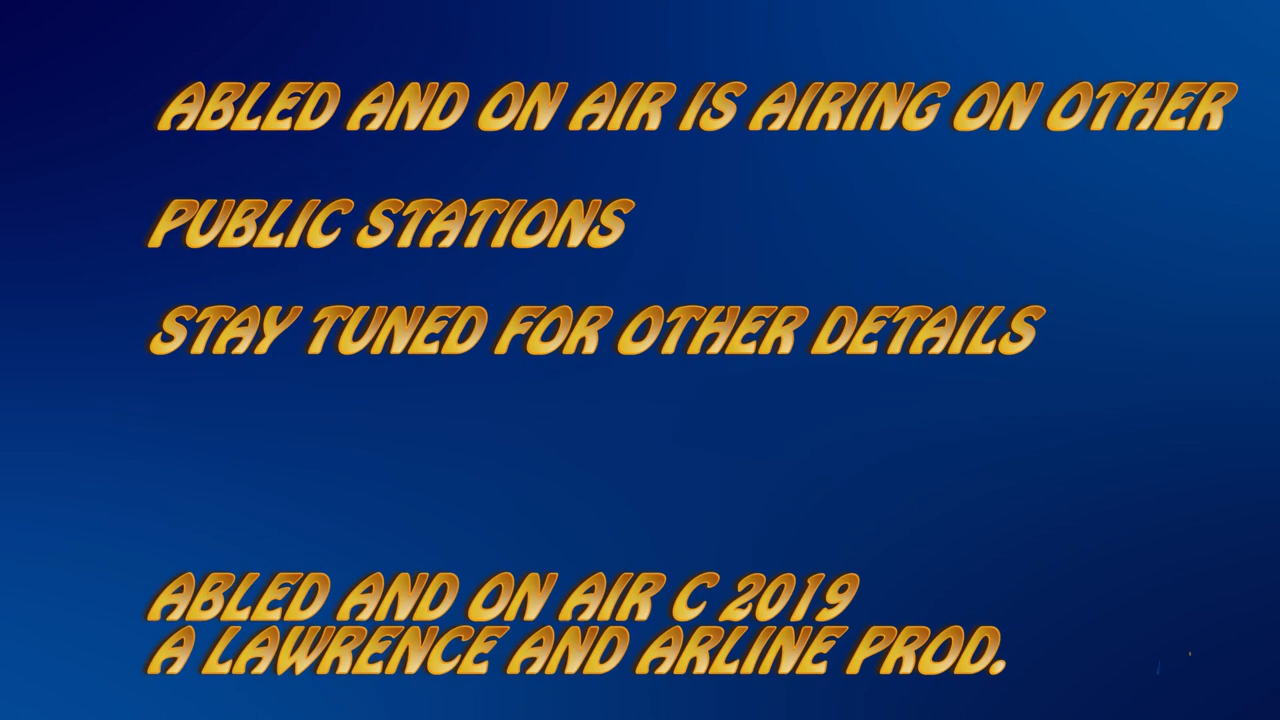 ABLED AND ON AIR IS AIRING ON OTHER
PUBLIC STATIONS
STAY TUNED FOR OTHER DETAILS
ABLED AND ON AIR C 2019
A LAWRENCE AND ARLINE PROD.